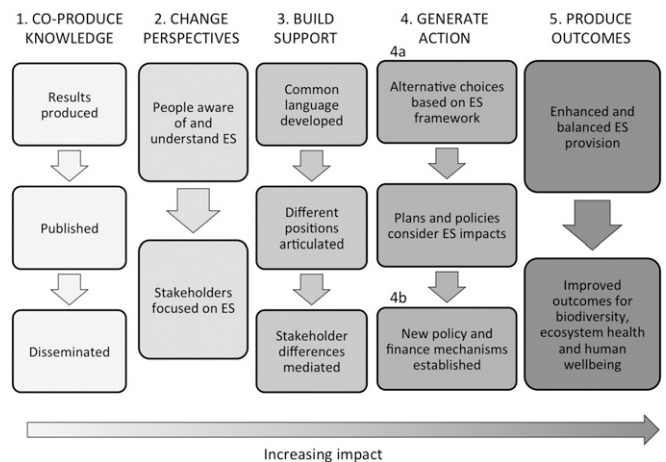 1. CO-PRODUCE
KNOWLEDGE
2. CHANGE
PERSPECTIVES
3. BUILD
SUPPORT
4. GENERATE
ACTION
5. PRODUCE
OUTCOMES
Results
produced
Published
Disseminated
People aware
of and
understand ES
Stakeholders
focused on ES
Common
language
developed
Different
positions
articulated
Stakeholder
differences
mediated
4a
Alternative choices
based on ES
framework
Plans and policies
consider ES impacts
4b
New policy and
finance mechanisms
established
Enhanced and
balanced ES
provision
Improved
outcomes for
biodiversity,
ecosystem health
and human
wellbeing
Increasing impact